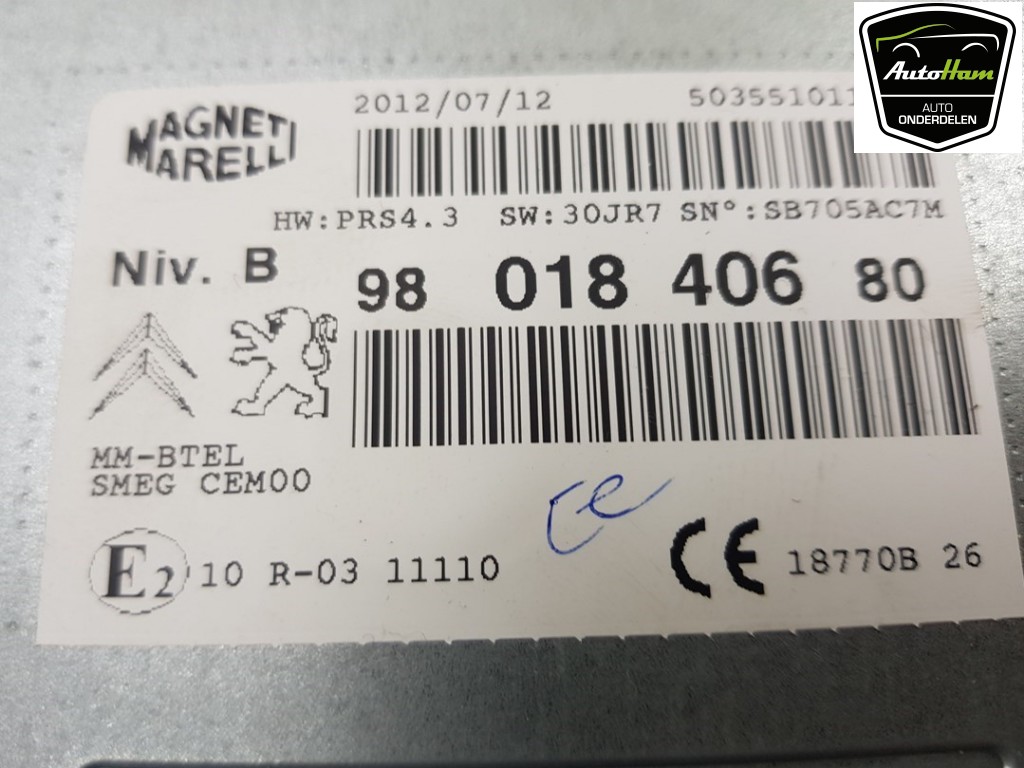 AutoHam
AUTO
ONDERDELEN
MAGNETI
MARELLI
2012/07/12 503551011
HW:PRS4.3 SW:30JR7 SN°:SB705AC7M
Niv. B 98 018 406 80
MM-BTEL
SMEG CEM00
E2 10 R-03 11110
CE 18770B 26